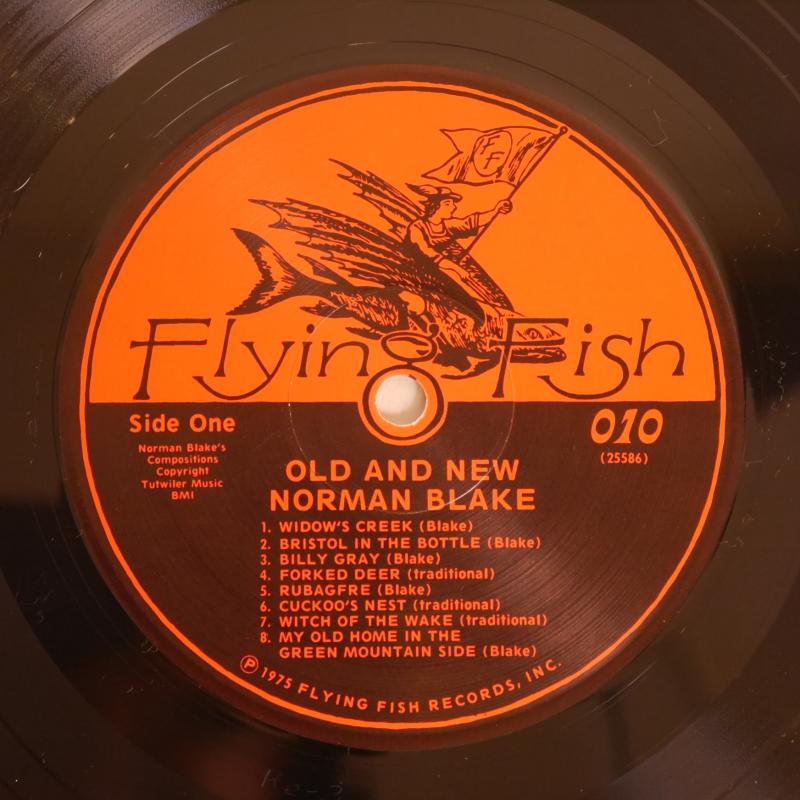 FF
Flying Fish
Side One
010
(25586)
Norman Blake's
Compositions
Copyright
Tutwiler Music
BMI
OLD AND NEW
NORMAN BLAKE
1. WIDOW'S CREEK (Blake)
2. BRISTOL IN THE BOTTLE (Blake)
3. BILLY GRAY (Blake)
4. FORKED DEER (traditional)
5. RUBAGFRE (Blake)
6. CUCKOO'S NEST (traditional)
7. WITCH OF THE WAKE (traditional)
8. MY OLD HOME IN THE
GREEN MOUNTAIN SIDE (Blake)
℗ 1975 FLYING FISH RECORDS, INC.